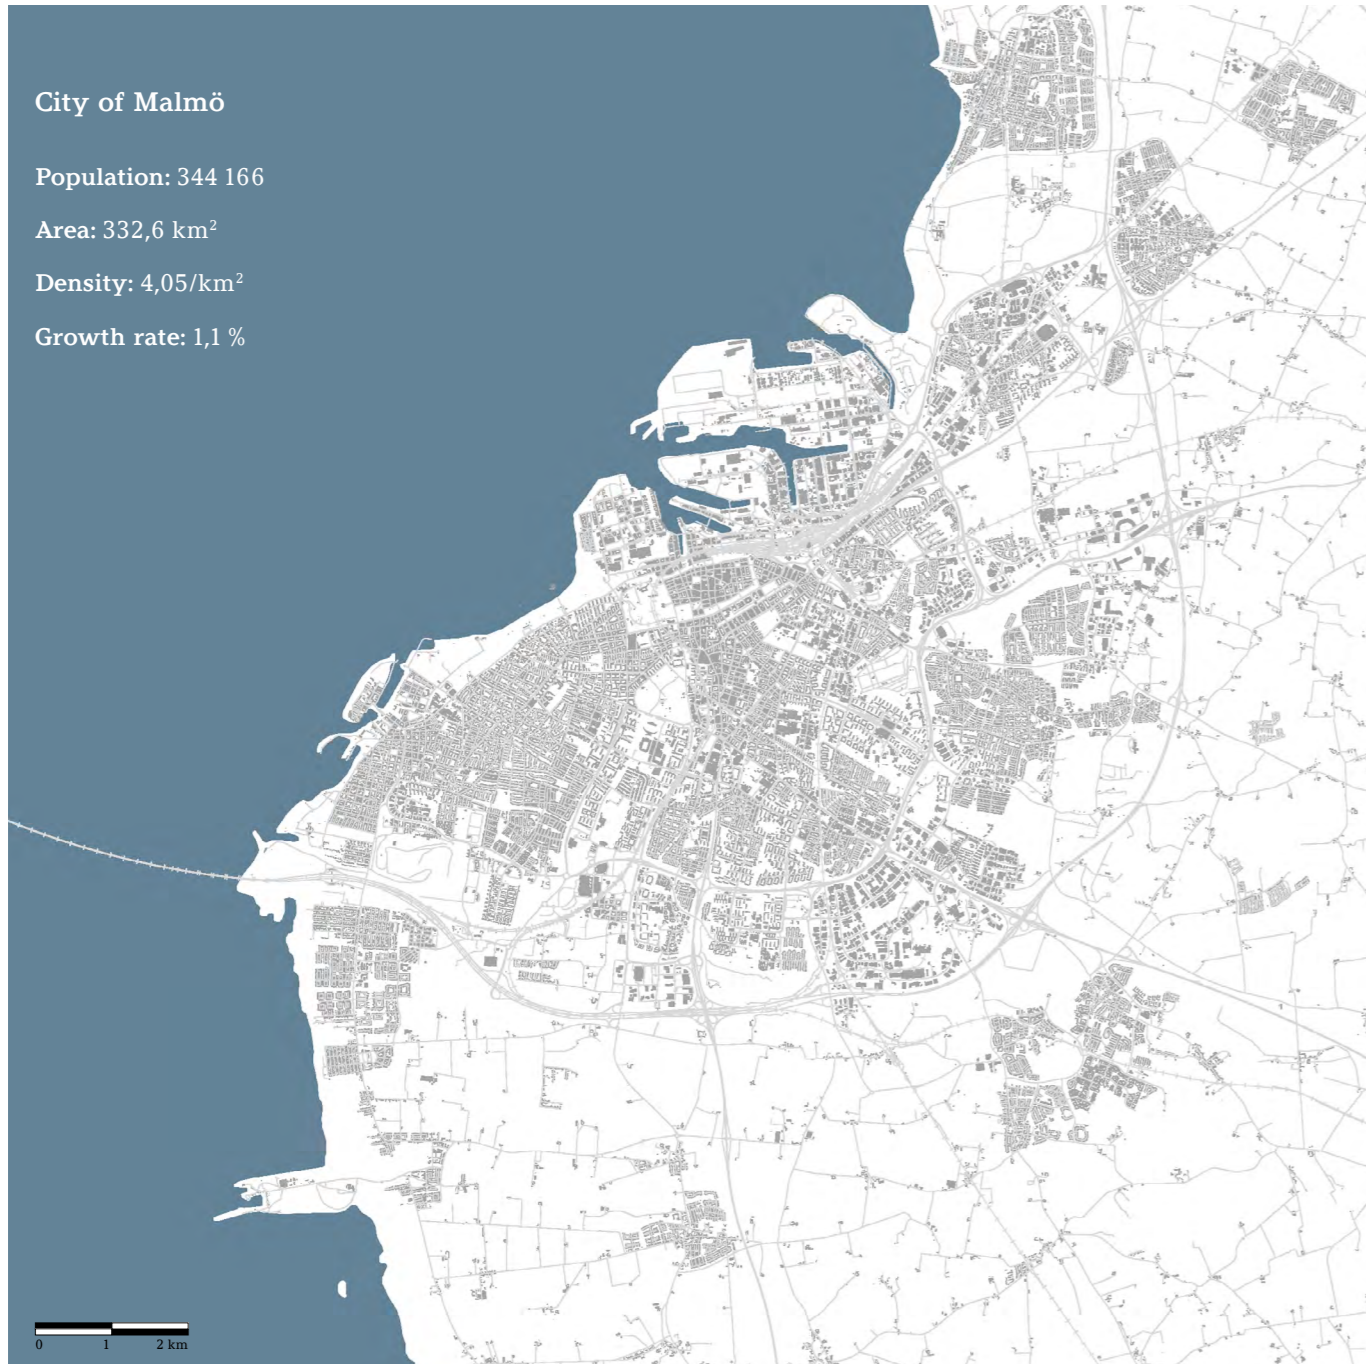 City of Malmö
Population: 344 166
Area: 332,6 km²
Density: 4,05/km²
Growth rate: 1,1 %
0 1 2 km